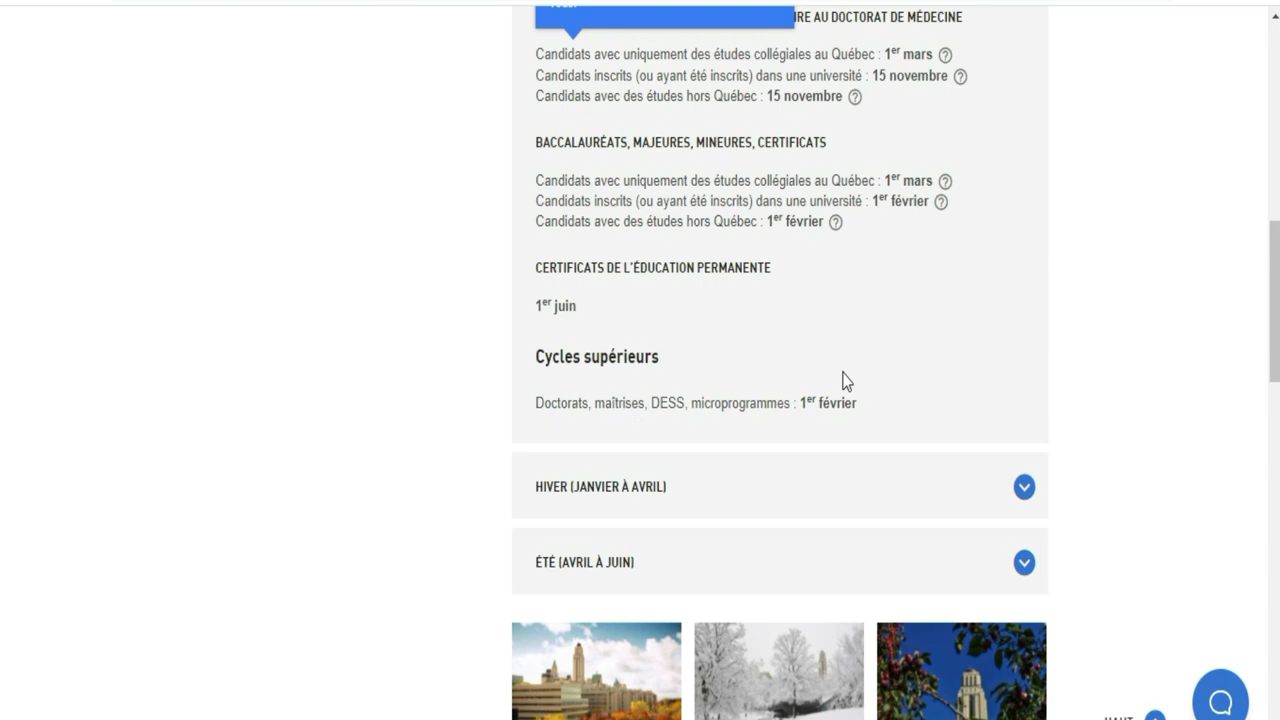 IRE AU DOCTORAT DE MÉDECINE
Candidats avec uniquement des études collégiales au Québec : 1er mars ?
Candidats inscrits (ou ayant été inscrits) dans une université : 15 novembre ?
Candidats avec des études hors Québec : 15 novembre ?
BACCALAURÉATS, MAJEURES, MINEURES, CERTIFICATS
Candidats avec uniquement des études collégiales au Québec : 1er mars ?
Candidats inscrits (ou ayant été inscrits) dans une université : 1er février ?
Candidats avec des études hors Québec : 1er février ?
CERTIFICATS DE L'ÉDUCATION PERMANENTE
1er juin
Cycles supérieurs
Doctorats, maîtrises, DESS, microprogrammes : 1er février
HIVER (JANVIER À AVRIL)
ÉTÉ (AVRIL À JUIN)
HAUT